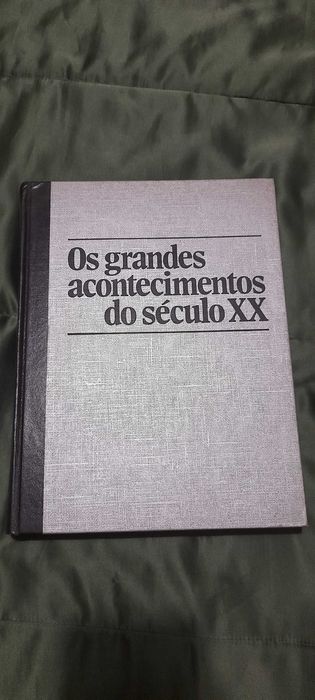 Os grandes
acontecimentos
do século XX